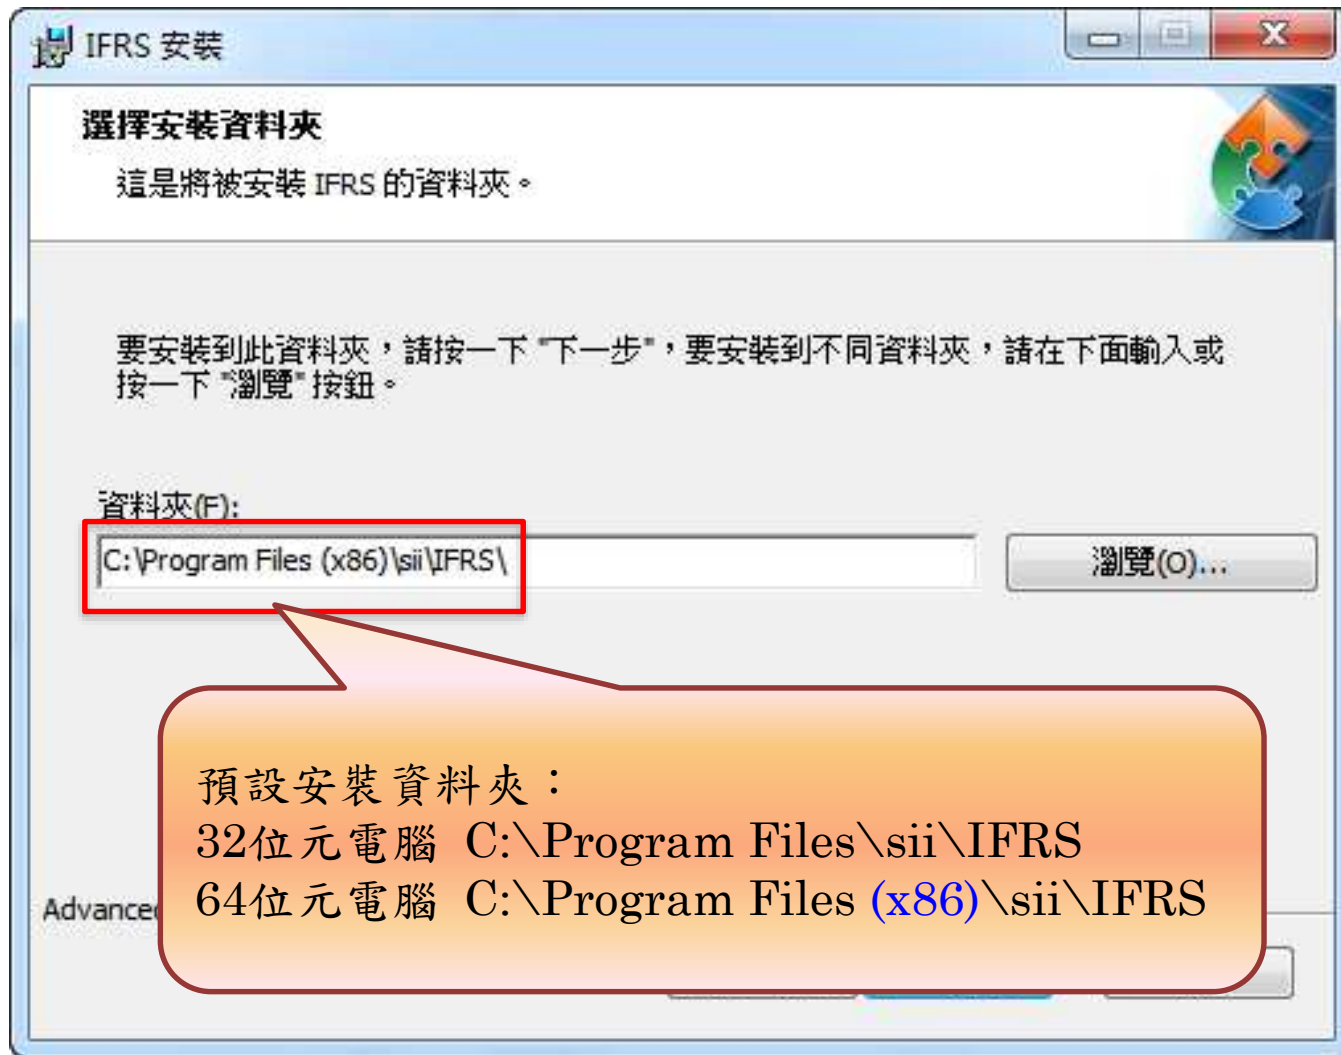 IFRS 安裝
選擇安裝資料夾
這是將被安裝 IFRS 的資料夾。
要安裝到此資料夾，請按一下 "下一步"，要安裝到不同資料夾，請在下面輸入或
按一下 "瀏覽" 按鈕。
資料夾(F):
C:\Program Files (x86)\sii\IFRS\
瀏覽(O)...
預設安裝資料夾：
32位元電腦 C:\Program Files\sii\IFRS
64位元電腦 C:\Program Files (x86)\sii\IFRS